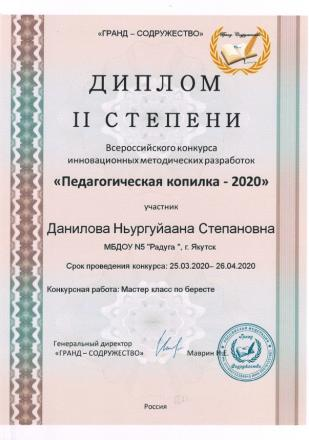 «ГРАНД – СОДРУЖЕСТВО»
ДИПЛОМ
II СТЕПЕНИ
Всероссийского конкурса
инновационных методических разработок
«Педагогическая копилка - 2020»
участник
Данилова Ньургуйаана Степановна
МБДОУ N5 "Радуга ", г. Якутск
Срок проведения конкурса: 25.03.2020– 26.04.2020
Конкурсная работа: Мастер класс по бересте
Генеральный директор
«ГРАНД – СОДРУЖЕСТВО»
Маврин И.Е.
Россия